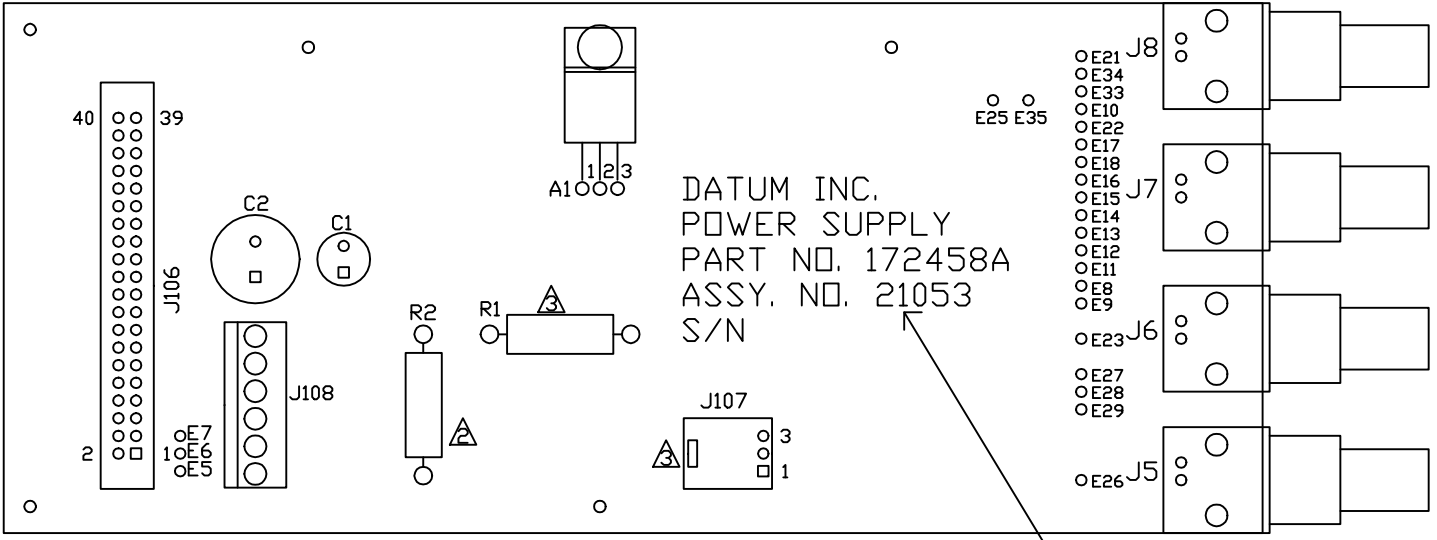 J8
E21
E34
E33
E10
E22
E17
E18
E16
E15
E14
E13
E12
E11
E8
E9
E23
E27
E28
E29
E26
E25 E35
J7
J6
J5
40 39
2 1
J106
C2
C1
A1
1 2 3
DATUM INC.
POWER SUPPLY
PART NO. 172458A
ASSY. NO. 21053
S/N
R1
3
R2
2
J108
E7
E6
E5
J107
3
3
1